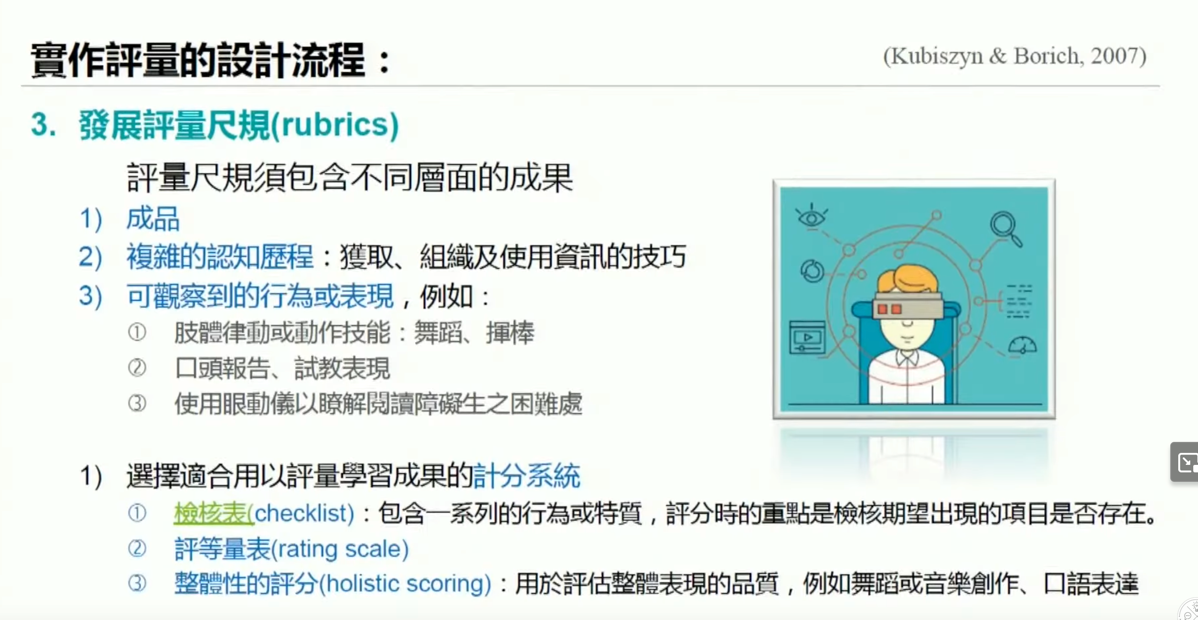 實作評量的設計流程：
(Kubiszyn & Borich, 2007)
3. 發展評量尺規(rubrics)
評量尺規須包含不同層面的成果
1) 成品
2) 複雜的認知歷程：獲取、組織及使用資訊的技巧
3) 可觀察到的行為或表現，例如：
① 肢體律動或動作技能：舞蹈、揮棒
② 口頭報告、試教表現
③ 使用眼動儀以瞭解閱讀障礙生之困難處
1) 選擇適合用以評量學習成果的計分系統
① 檢核表(checklist)：包含一系列的行為或特質，評分時的重點是檢核期望出現的項目是否存在。
② 評等量表(rating scale)
③ 整體性的評分(holistic scoring)：用於評估整體表現的品質，例如舞蹈或音樂創作、口語表達